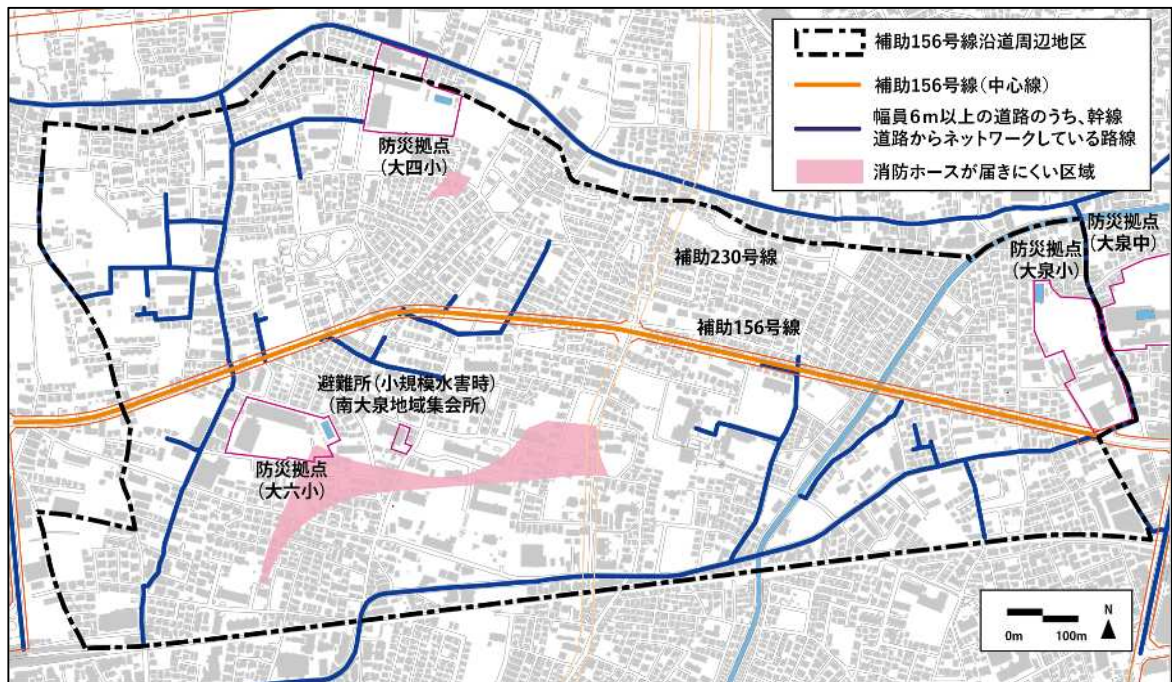 補助156号線沿道周辺地区
補助156号線(中心線)
幅員6m以上の道路のうち、幹線
道路からネットワークしている路線
消防ホースが届きにくい区域
防災拠点
(大四小)
防災拠点
(大泉中)
防災拠点
(大泉小)
補助230号線
補助156号線
避難所(小規模水害時)
(南大泉地域集会所)
防災拠点
(大六小)
N
0m 100m